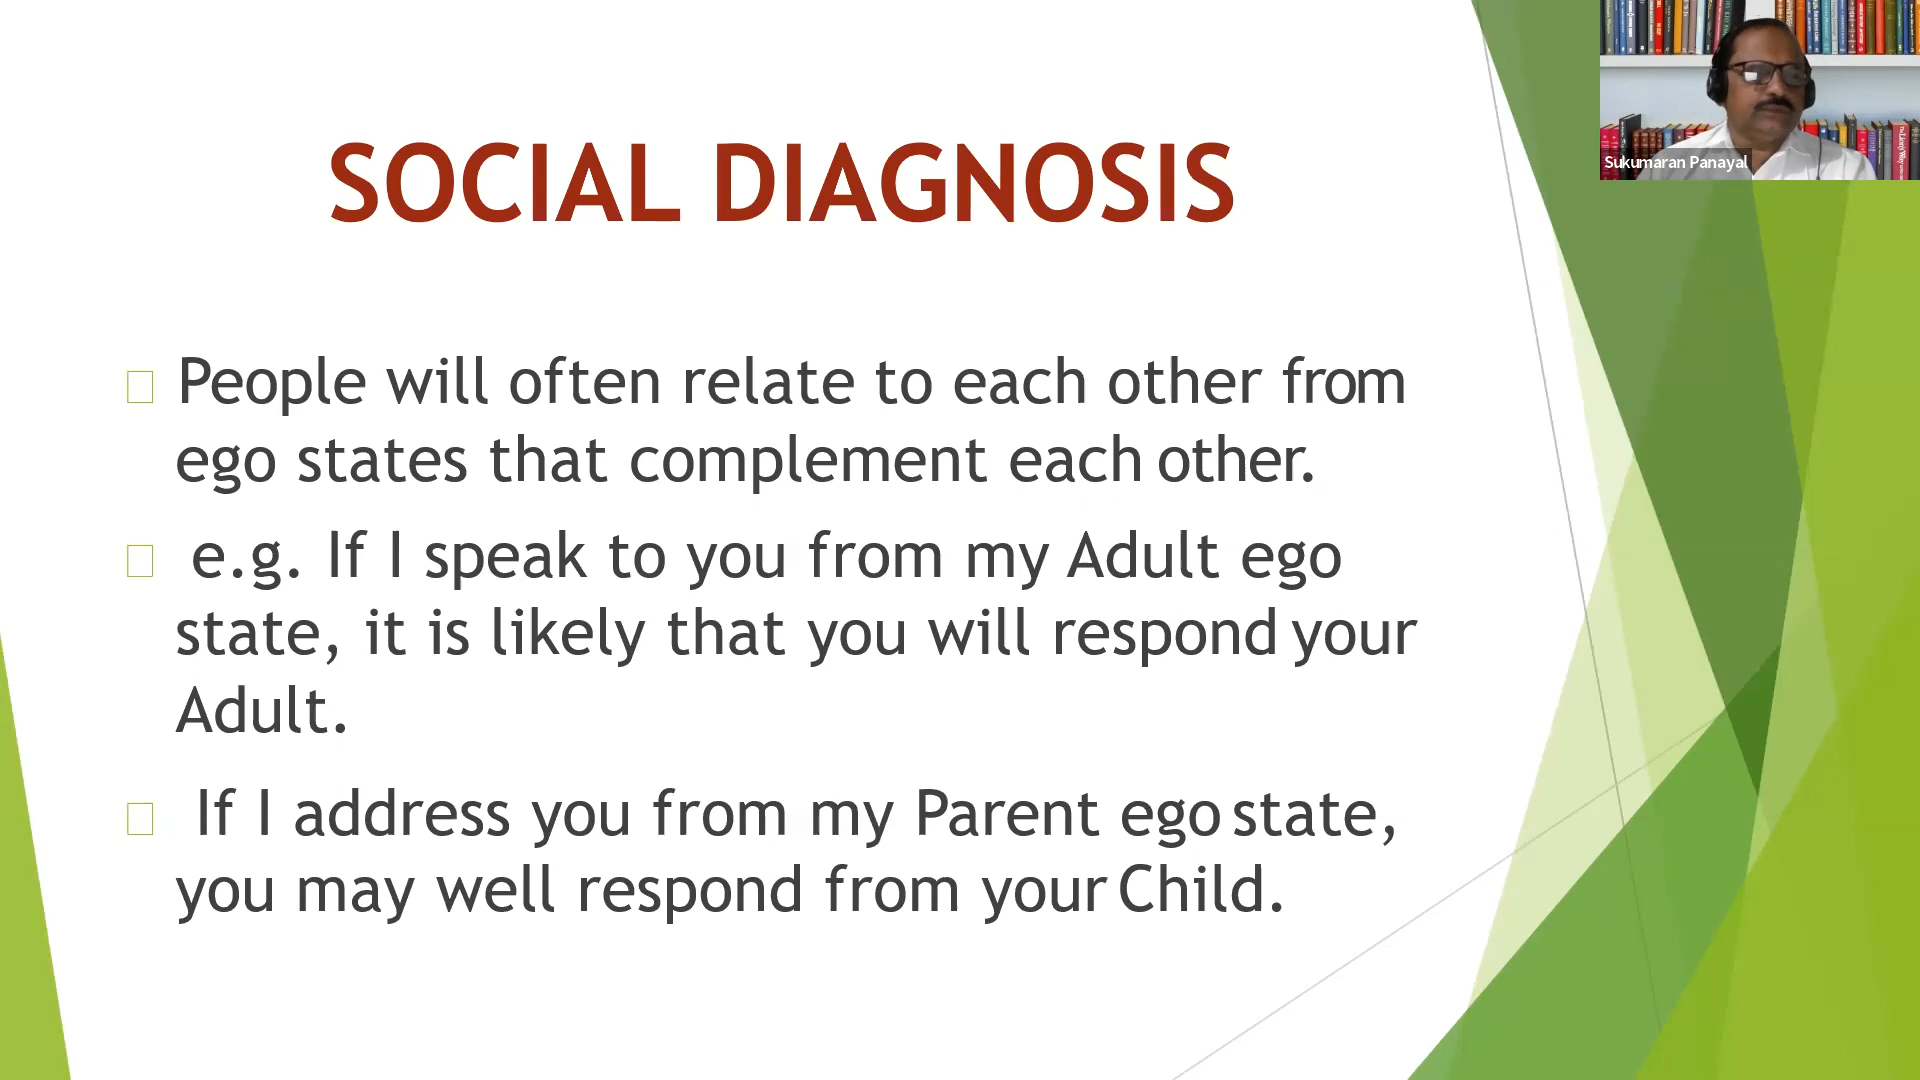 SOCIAL DIAGNOSIS
People will often relate to each other from
ego states that complement each other.
e.g. If I speak to you from my Adult ego
state, it is likely that you will respond your
Adult.
If I address you from my Parent ego state,
you may well respond from your Child.
Sukumaran Panayal